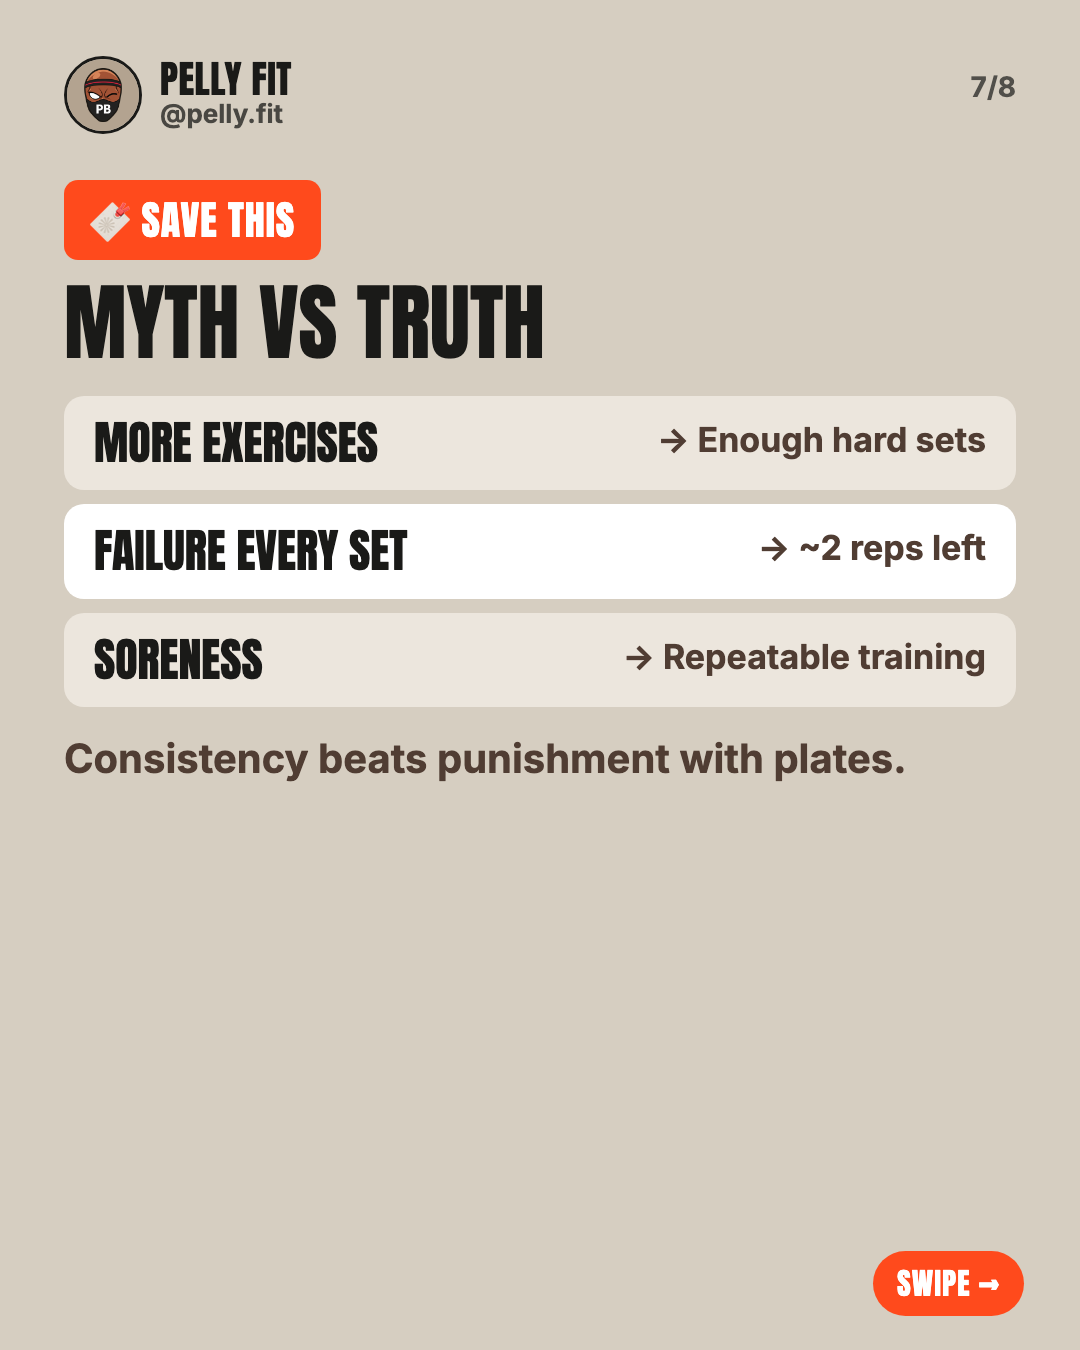 PELLY FIT
@pelly.fit
7/8
PB
SAVE THIS
MYTH VS TRUTH
MORE EXERCISES → Enough hard sets
FAILURE EVERY SET → ~2 reps left
SORENESS → Repeatable training
Consistency beats punishment with plates.
SWIPE →